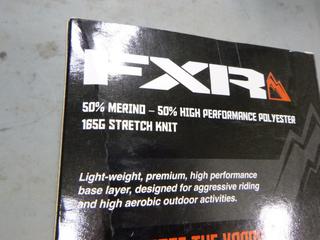 FXR
50% MERINO – 50% HIGH PERFORMANCE POLYESTER
165G STRETCH KNIT
Light-weight, premium, high performance
base layer, designed for aggressive riding
and high aerobic outdoor activities.